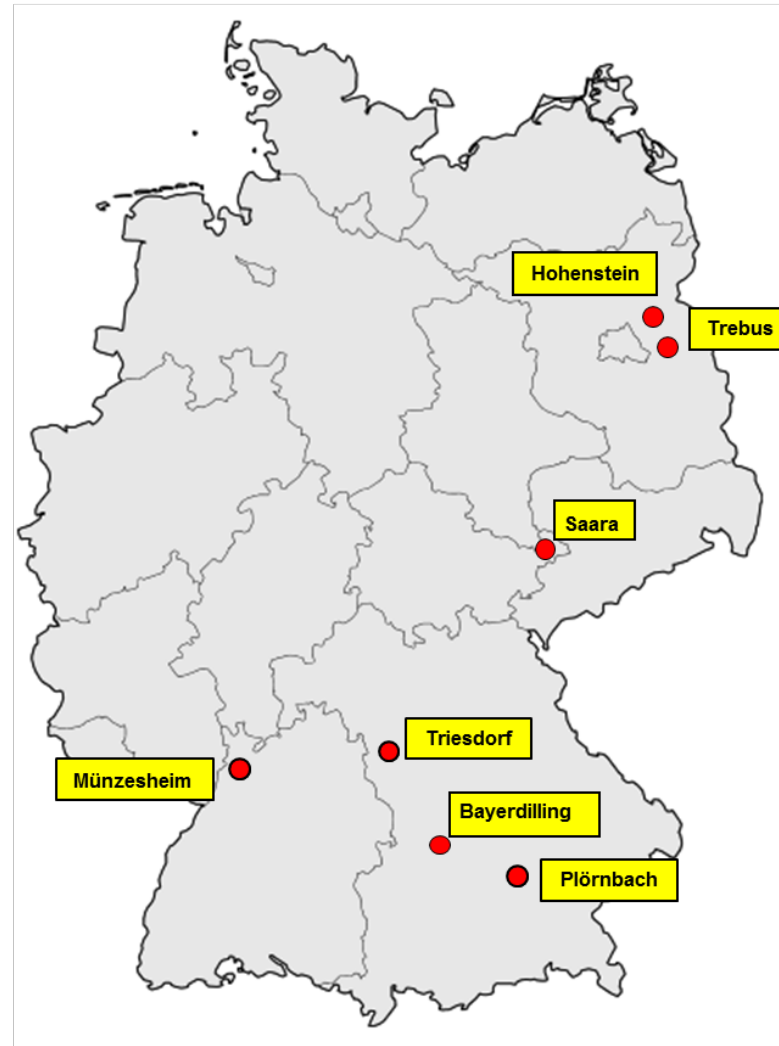 Hohenstein
Trebus
Saara
Triesdorf
Münzesheim
Bayerdilling
Plörnbach